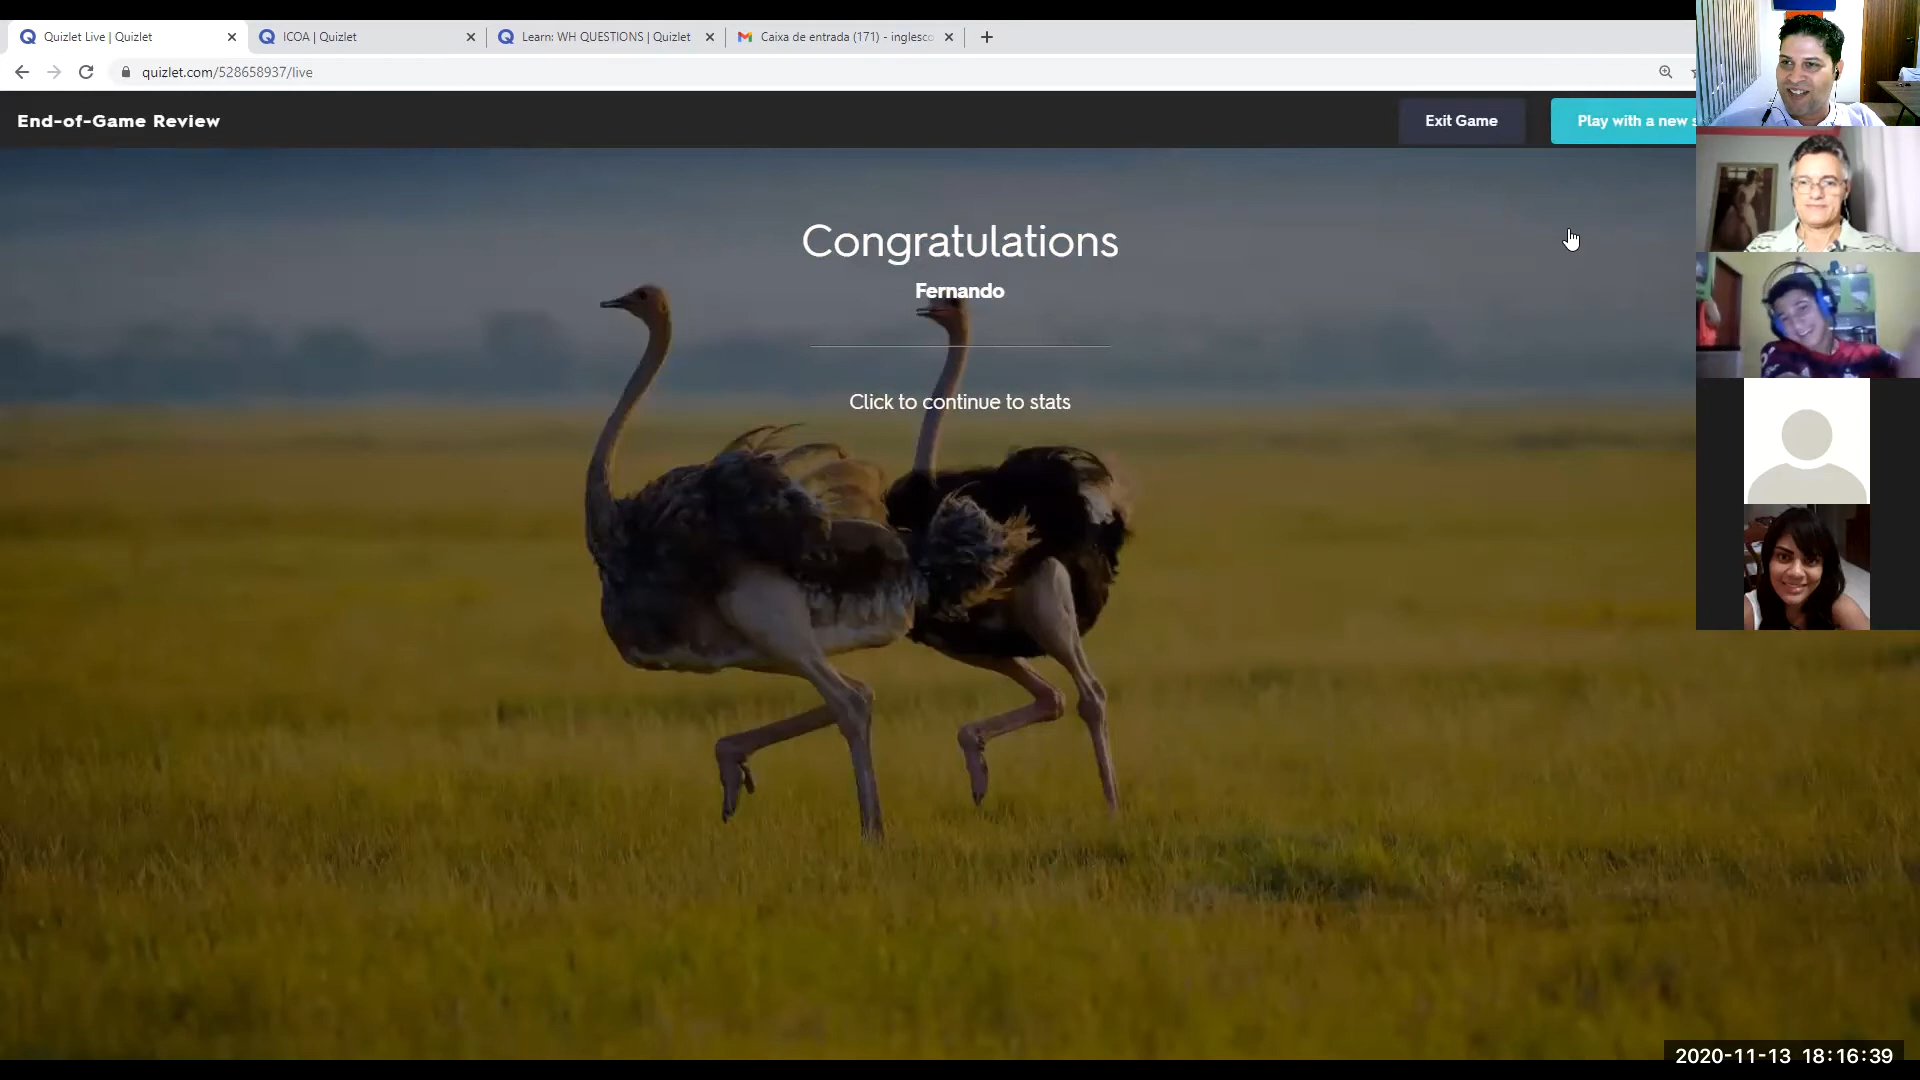 Quizlet Live | Quizlet
ICOA | Quizlet
Learn: WH QUESTIONS | Quizlet
Caixa de entrada (171) - inglesco
quizlet.com/528658937/live
End-of-Game Review
Exit Game
Play with a new s
Congratulations
Fernando
Click to continue to stats
2020-11-13 18:16:39